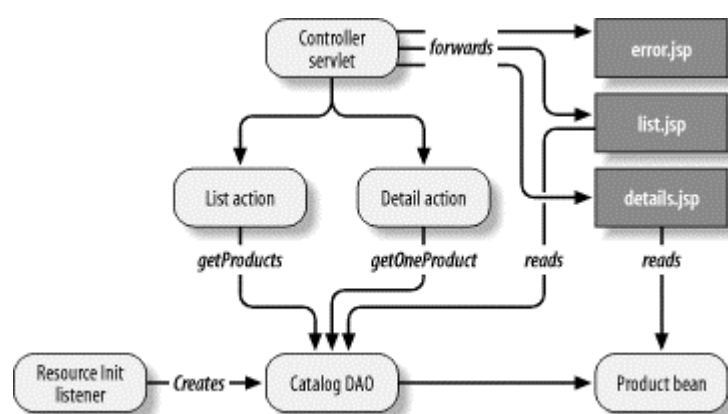 Controller
servlet
forwards
error.jsp
list.jsp
List action
Detail action
details.jsp
getProducts
getOneProduct
reads
reads
Resource Init
listener
Creates
Catalog DAO
Product bean